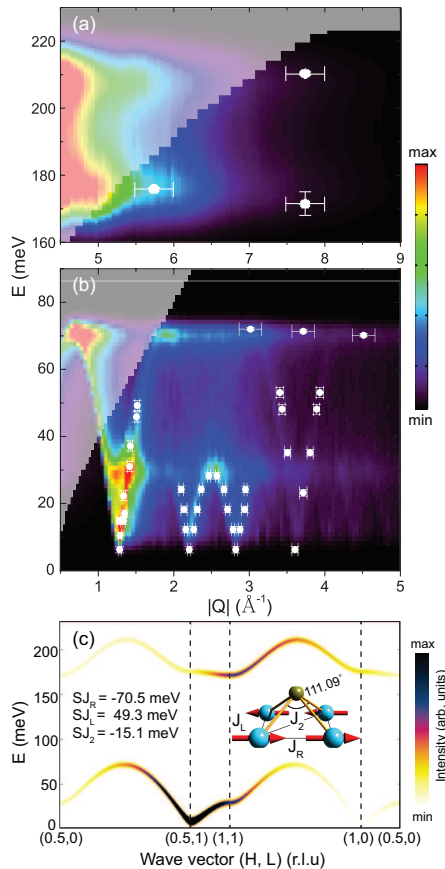 (a)
220
200
180
160
4
5
6
7
8
9
max
min
E (meV)
(b)
80
60
40
20
0
1
2
3
4
5
|Q| (Å⁻¹)
(c)
200
150
100
50
0
E (meV)
SJ_R = -70.5 meV
SJ_L = 49.3 meV
SJ_2 = -15.1 meV
111.09°
J_L
J_2
J_R
max
Intensity (arb. units)
min
(0.5,0)
(0.5,1)
(1,1)
(1,0)
(0.5,0)
Wave vector (H, L) (r.l.u)